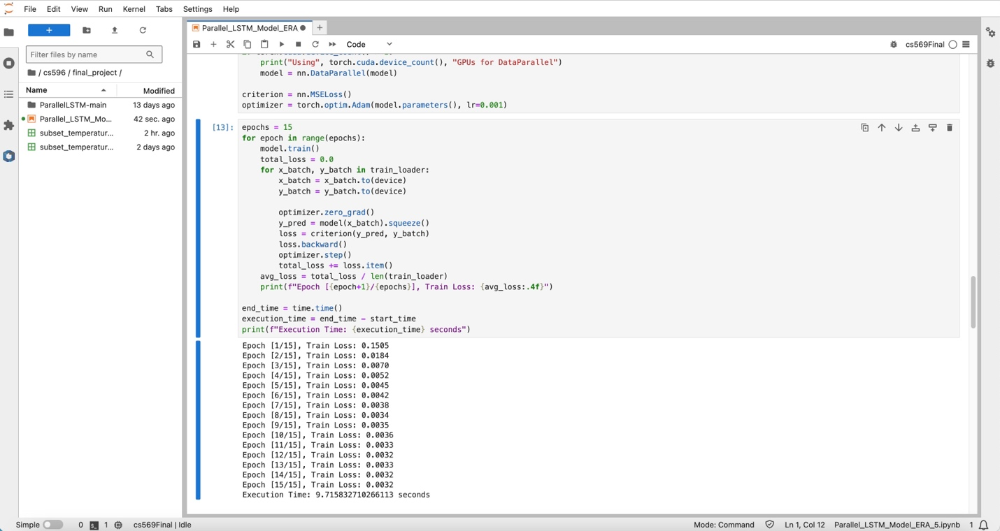 File Edit View Run Kernel Tabs Settings Help
Parallel_LSTM_Model_ERA
Code
cs569Final
Filter files by name
/ cs596 / final_project /
Name Modified
ParallelLSTM-main 13 days ago
Parallel_LSTM_Mo... 42 sec. ago
subset_temperatur... 2 hr. ago
subset_temperatur... 2 days ago
print("Using", torch.cuda.device_count(), "GPUs for DataParallel")
model = nn.DataParallel(model)
criterion = nn.MSELoss()
optimizer = torch.optim.Adam(model.parameters(), lr=0.001)
[13]:
epochs = 15
for epoch in range(epochs):
model.train()
total_loss = 0.0
for x_batch, y_batch in train_loader:
x_batch = x_batch.to(device)
y_batch = y_batch.to(device)
optimizer.zero_grad()
y_pred = model(x_batch).squeeze()
loss = criterion(y_pred, y_batch)
loss.backward()
optimizer.step()
total_loss += loss.item()
avg_loss = total_loss / len(train_loader)
print(f"Epoch [{epoch+1}/{epochs}], Train Loss: {avg_loss:.4f}")
end_time = time.time()
execution_time = end_time - start_time
print(f"Execution Time: {execution_time} seconds")
Epoch [1/15], Train Loss: 0.1505
Epoch [2/15], Train Loss: 0.0184
Epoch [3/15], Train Loss: 0.0070
Epoch [4/15], Train Loss: 0.0052
Epoch [5/15], Train Loss: 0.0045
Epoch [6/15], Train Loss: 0.0042
Epoch [7/15], Train Loss: 0.0038
Epoch [8/15], Train Loss: 0.0034
Epoch [9/15], Train Loss: 0.0035
Epoch [10/15], Train Loss: 0.0036
Epoch [11/15], Train Loss: 0.0033
Epoch [12/15], Train Loss: 0.0032
Epoch [13/15], Train Loss: 0.0033
Epoch [14/15], Train Loss: 0.0032
Epoch [15/15], Train Loss: 0.0032
Execution Time: 9.715832710266113 seconds
Simple 0 1 cs569Final | Idle Mode: Command Ln 1, Col 12 Parallel_LSTM_Model_ERA_5.ipynb 1